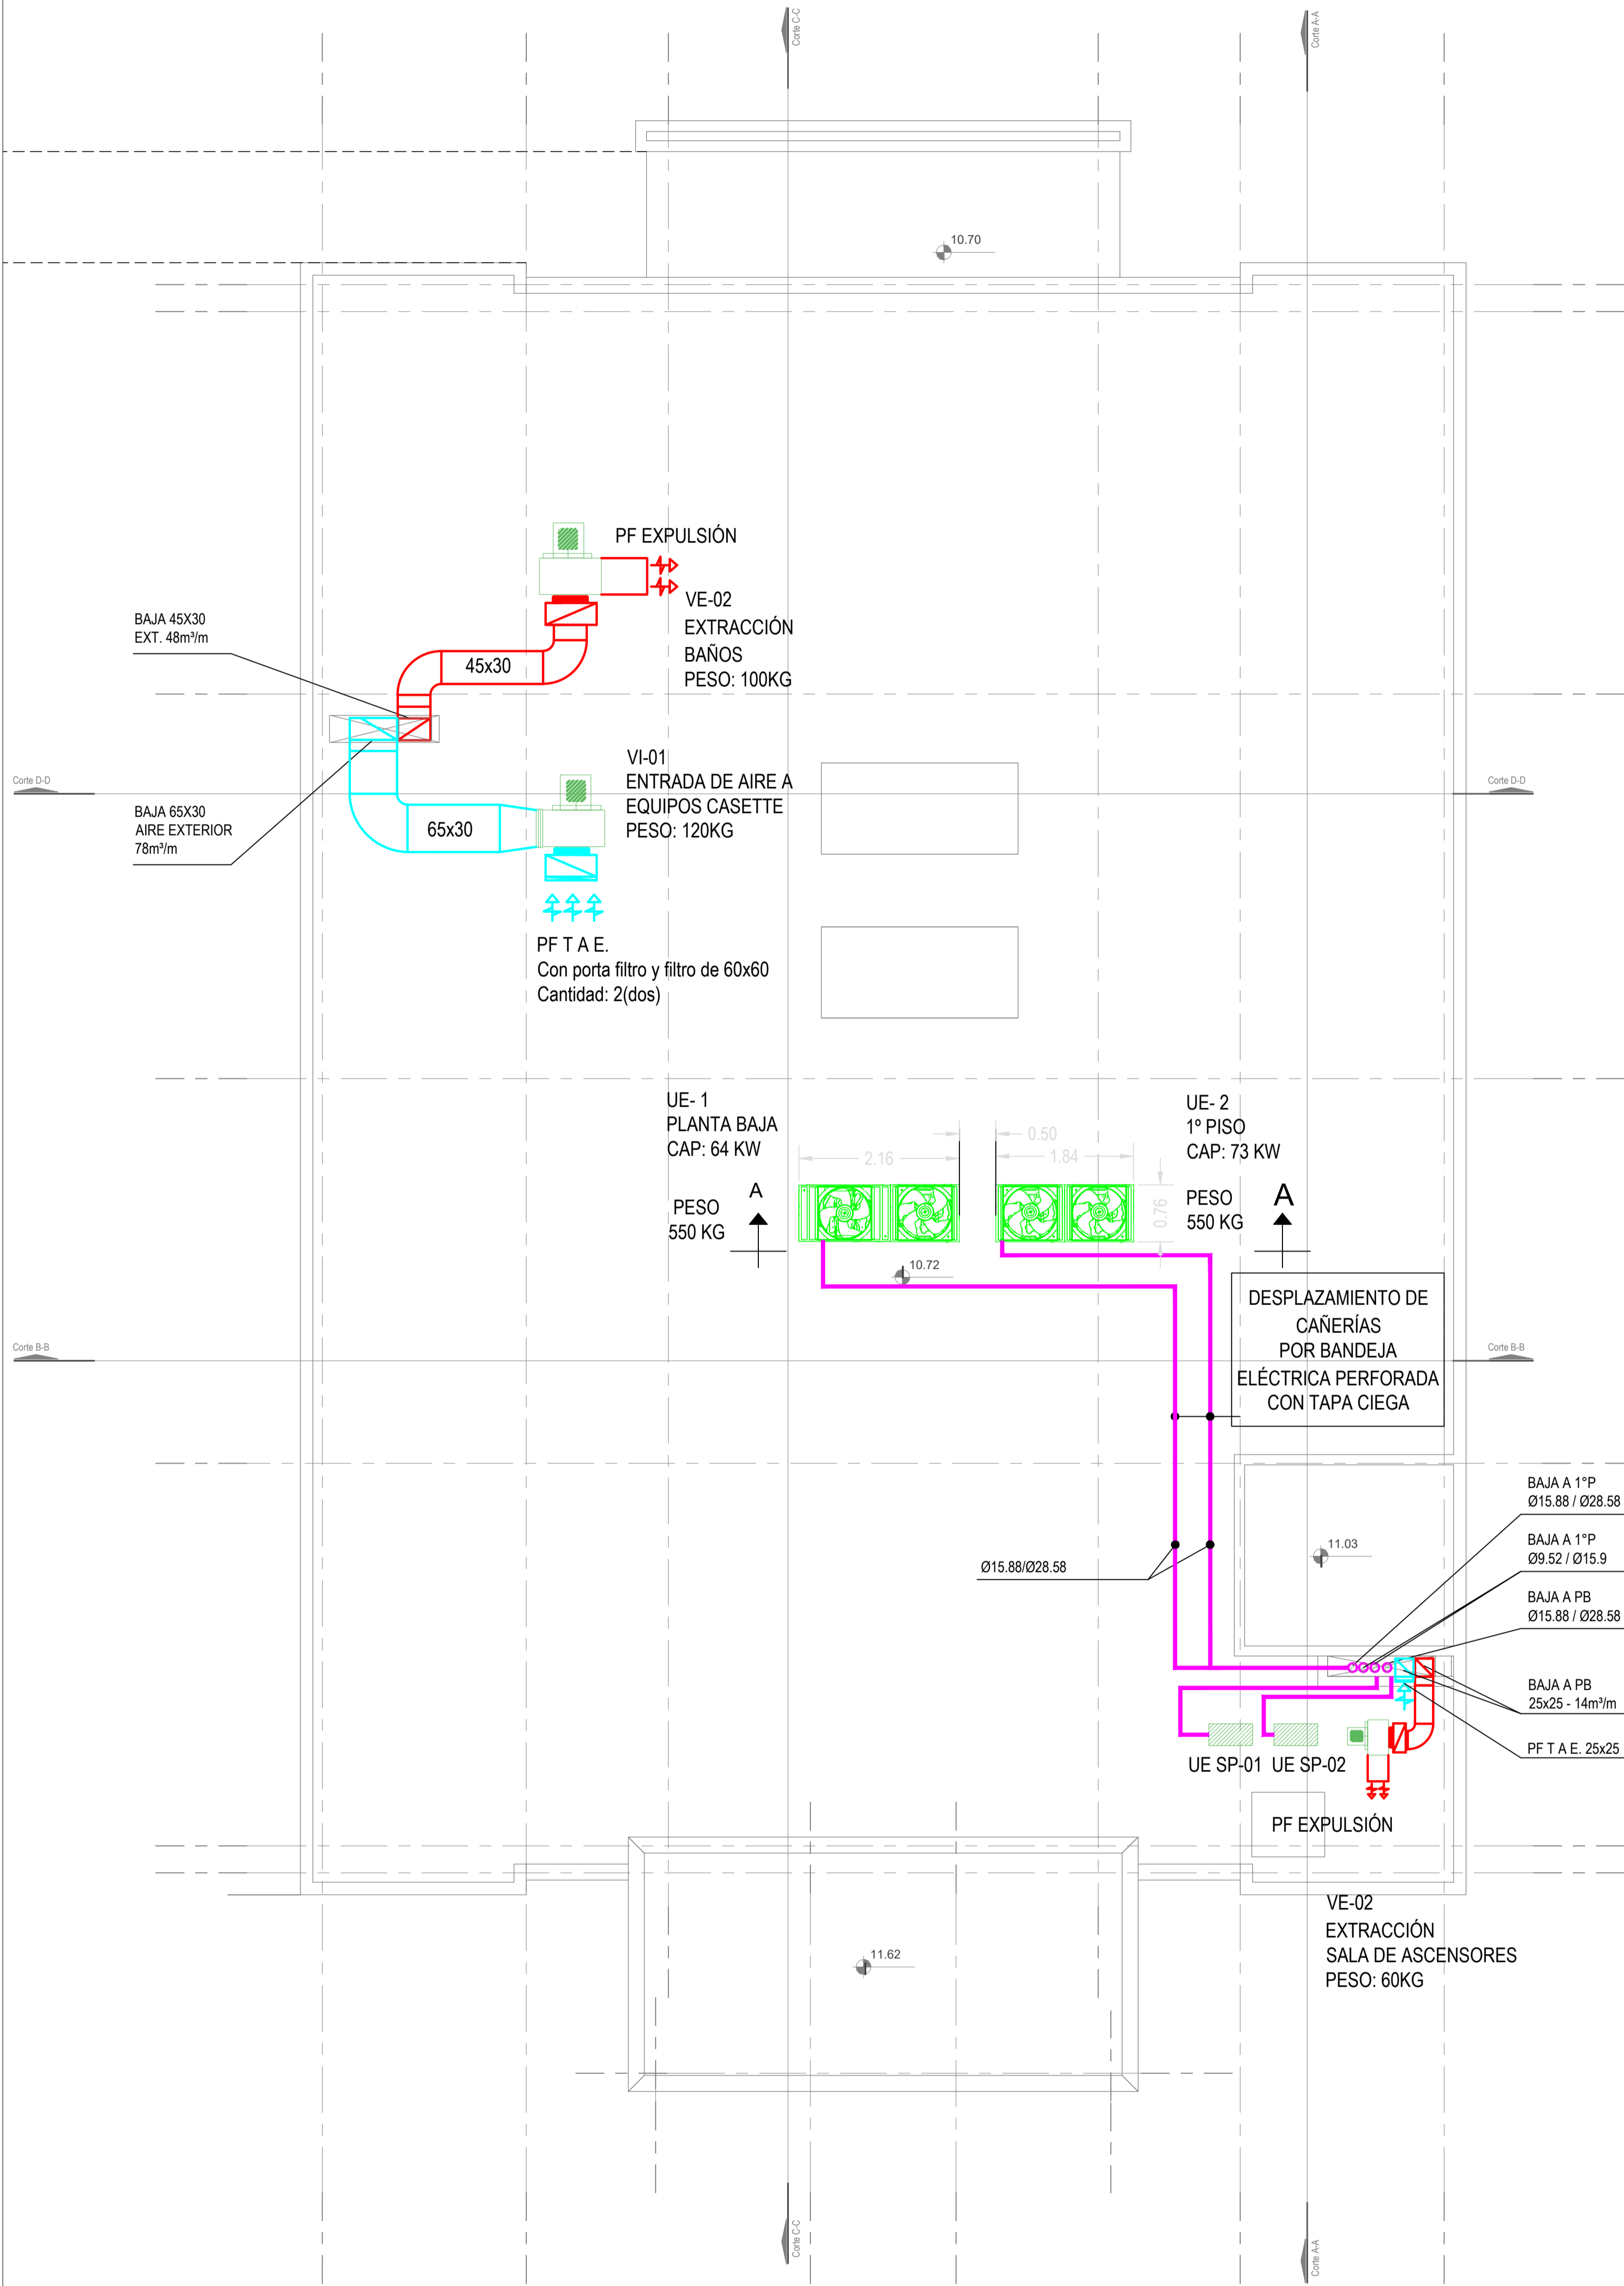 Corte C-C
Corte A-A
10.70
PF EXPULSIÓN
VE-02
EXTRACCIÓN
BAÑOS
PESO: 100KG
BAJA 45X30
EXT. 48m³/m
45x30
VI-01
ENTRADA DE AIRE A
EQUIPOS CASETTE
PESO: 120KG
Corte D-D
Corte D-D
BAJA 65X30
AIRE EXTERIOR
78m³/m
65x30
PF T A E.
Con porta filtro y filtro de 60x60
Cantidad: 2(dos)
UE- 1
PLANTA BAJA
CAP: 64 KW
PESO
550 KG
A
2.16
0.50
1.84
0.76
UE- 2
1º PISO
CAP: 73 KW
PESO
550 KG
A
10.72
DESPLAZAMIENTO DE
CAÑERÍAS
POR BANDEJA
ELÉCTRICA PERFORADA
CON TAPA CIEGA
Corte B-B
Corte B-B
BAJA A 1°P
Ø15.88 / Ø28.58
BAJA A 1°P
Ø9.52 / Ø15.9
11.03
Ø15.88/Ø28.58
BAJA A PB
Ø15.88 / Ø28.58
BAJA A PB
25x25 - 14m³/m
PF T A E. 25x25
UE SP-01
UE SP-02
PF EXPULSIÓN
VE-02
EXTRACCIÓN
SALA DE ASCENSORES
PESO: 60KG
11.62
Corte C-C
Corte A-A